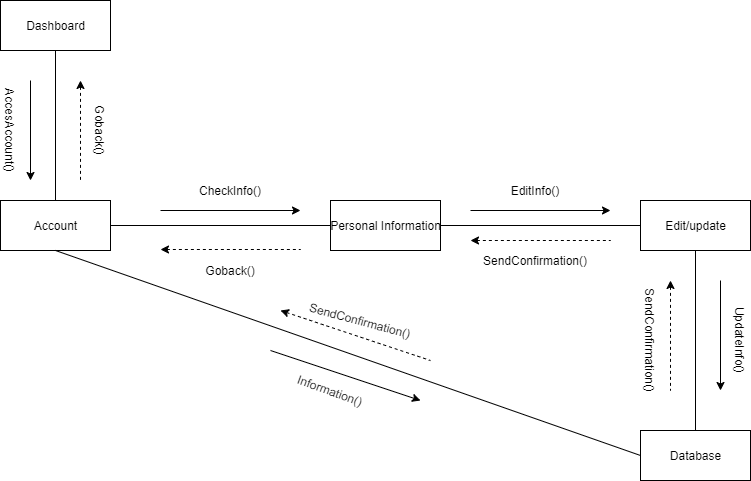 Dashboard
AccesAccount()
Goback()
CheckInfo()
EditInfo()
Account
Personal Information
Edit/update
Goback()
SendConfirmation()
SendConfirmation()
Information()
SendConfirmation()
UpdateInfo()
Database